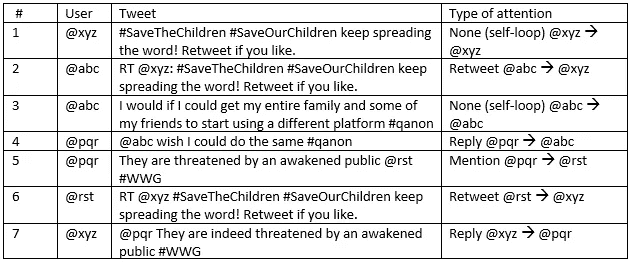 # User Tweet Type of attention
1 @xyz #SaveTheChildren #SaveOurChildren keep spreading None (self-loop) @xyz →
the word! Retweet if you like. @xyz
2 @abc RT @xyz: #SaveTheChildren #SaveOurChildren keep Retweet @abc → @xyz
spreading the word! Retweet if you like.
3 @abc I would if I could get my entire family and some of None (self-loop) @abc →
my friends to start using a different platform #qanon @abc
4 @pqr @abc wish I could do the same #qanon Reply @pqr → @abc
5 @pqr They are threatened by an awakened public @rst Mention @pqr → @rst
#WWG
6 @rst RT @xyz #SaveTheChildren #SaveOurChildren keep Retweet @rst → @xyz
spreading the word! Retweet if you like.
7 @xyz @pqr They are indeed threatened by an awakened Reply @xyz → @pqr
public #WWG